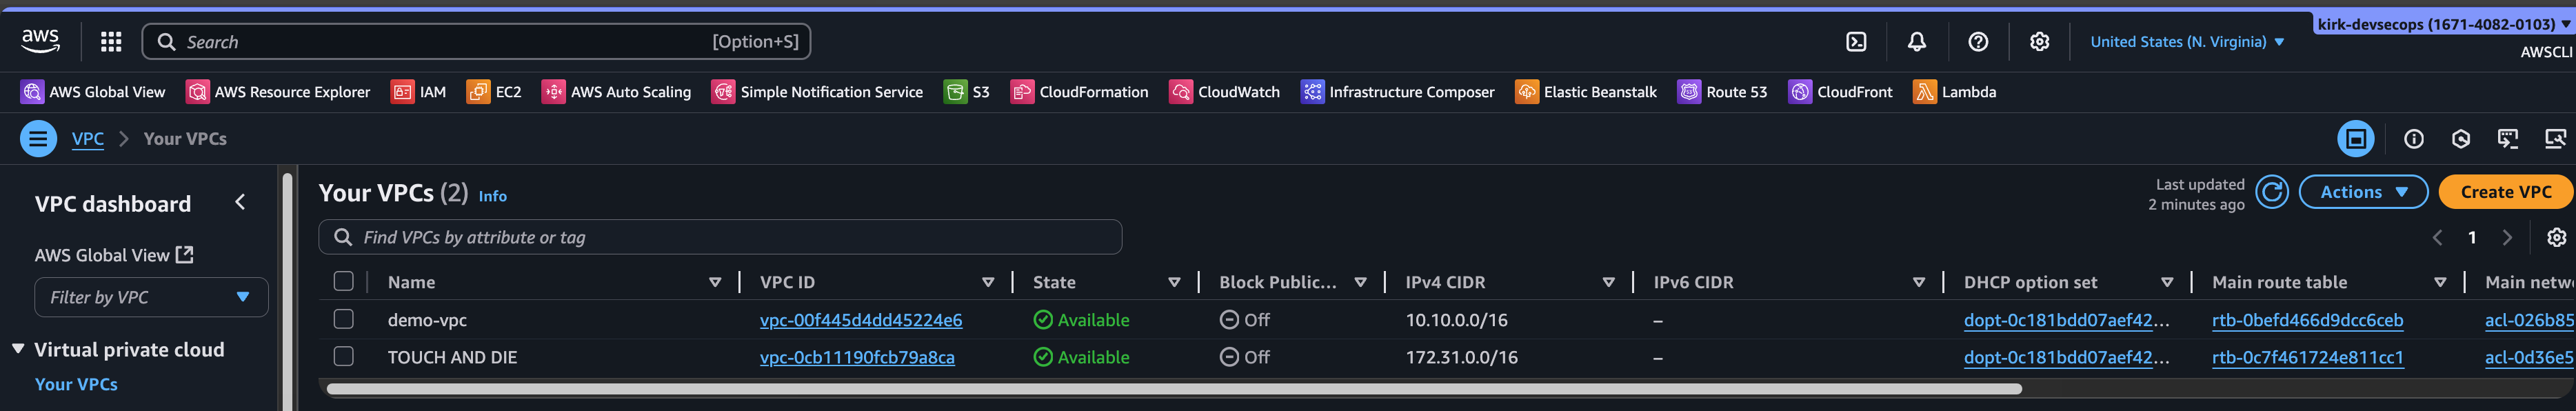 kirk-devsecops (1671-4082-0103)
aws Search [Option+S] United States (N. Virginia) AWSCLI
AWS Global View AWS Resource Explorer IAM EC2 AWS Auto Scaling Simple Notification Service S3 CloudFormation CloudWatch Infrastructure Composer Elastic Beanstalk Route 53 CloudFront Lambda
VPC Your VPCs
VPC dashboard
AWS Global View
Filter by VPC
Virtual private cloud
Your VPCs
Your VPCs (2) Info
Last updated
2 minutes ago
Actions Create VPC
Find VPCs by attribute or tag
1
Name VPC ID State Block Public... IPv4 CIDR IPv6 CIDR DHCP option set Main route table Main netw
demo-vpc vpc-00f445d4dd45224e6 Available Off 10.10.0.0/16 – dopt-0c181bdd07aef42... rtb-0befd466d9dcc6ceb acl-026b85
TOUCH AND DIE vpc-0cb11190fcb79a8ca Available Off 172.31.0.0/16 – dopt-0c181bdd07aef42... rtb-0c7f461724e811cc1 acl-0d36e5